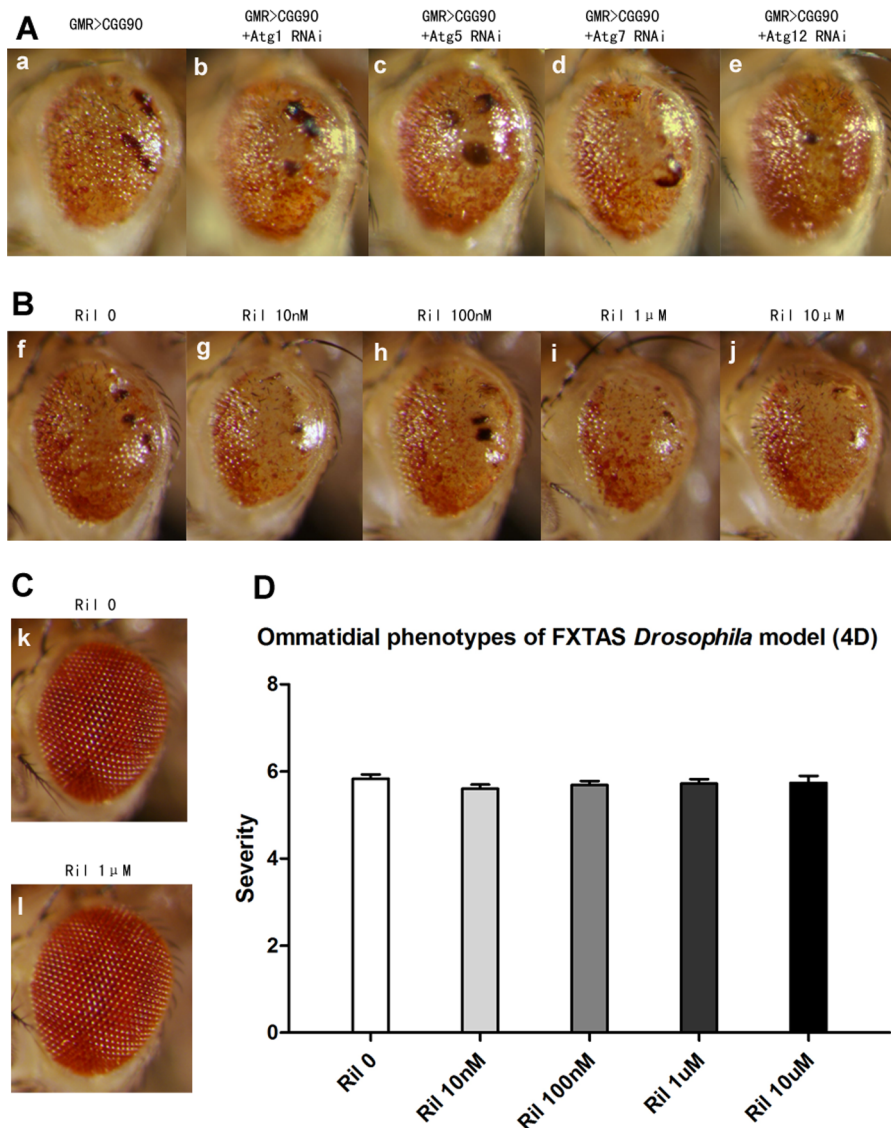 A
GMR>CGG90
GMR>CGG90
+Atg1 RNAi
GMR>CGG90
+Atg5 RNAi
GMR>CGG90
+Atg7 RNAi
GMR>CGG90
+Atg12 RNAi
a
b
c
d
e
B
Ril 0
Ril 10nM
Ril 100nM
Ril 1μM
Ril 10μM
f
g
h
i
j
C
Ril 0
k
Ril 1μM
l
D
Ommatidial phenotypes of FXTAS Drosophila model (4D)
Severity
8
6
4
2
0
Ril 0
Ril 10nM
Ril 100nM
Ril 1uM
Ril 10uM